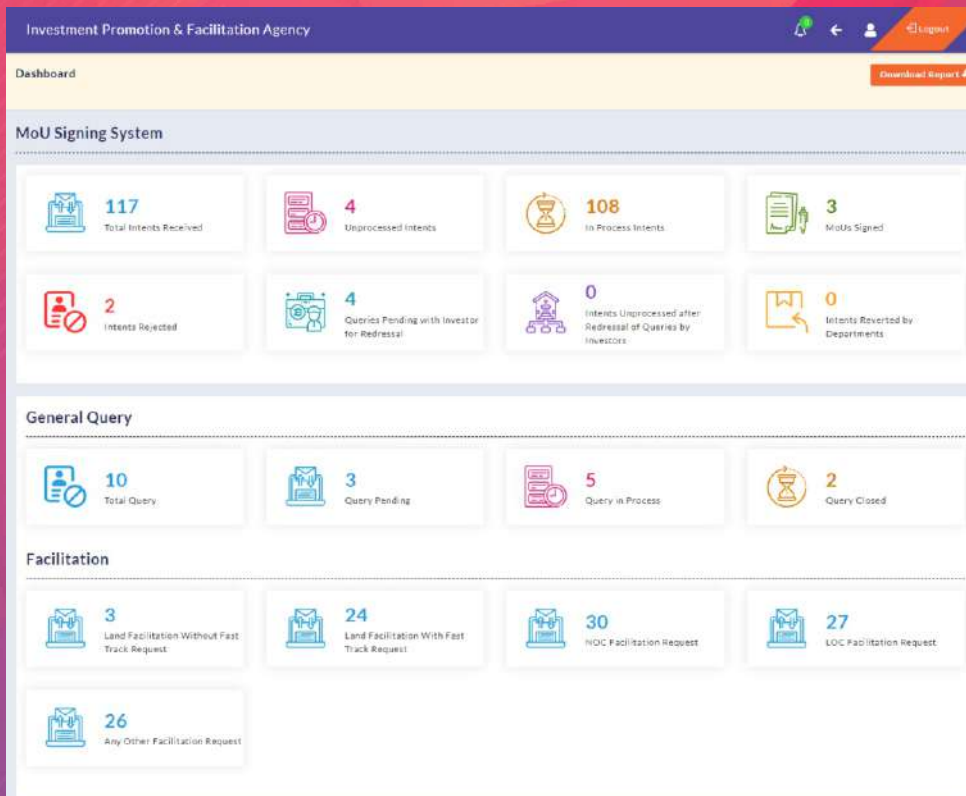 Investment Promotion & Facilitation Agency
Logout
Dashboard
Download Report
MoU Signing System
117
Total Intents Received
4
Unprocessed Intents
108
In Process Intents
3
MoUs Signed
2
Intents Rejected
4
Queries Pending with Investor
for Redressal
0
Intents Unprocessed after
Redressal of Queries by
Investors
0
Intents Reverted by
Departments
General Query
10
Total Query
3
Query Pending
5
Query in Process
2
Query Closed
Facilitation
3
Land Facilitation Without Fast
Track Request
24
Land Facilitation With Fast
Track Request
30
NOC Facilitation Request
27
LOC Facilitation Request
26
Any Other Facilitation Request